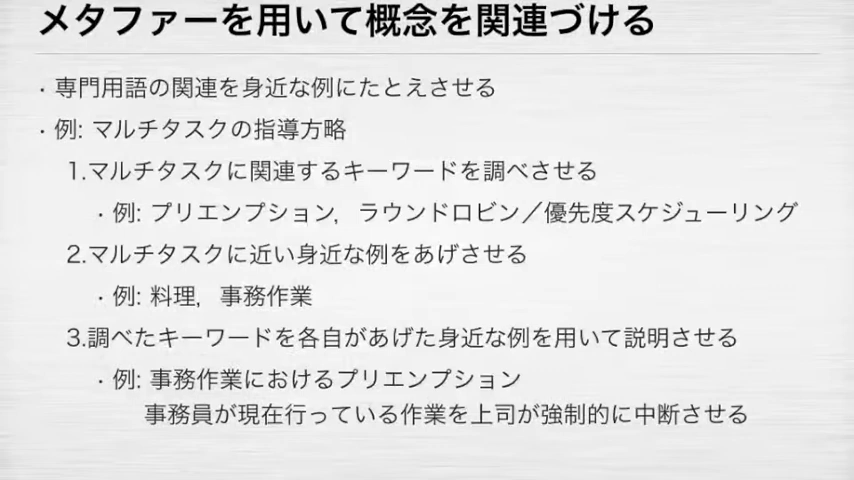 メタファーを用いて概念を関連づける
・専門用語の関連を身近な例にたとえさせる
・例: マルチタスクの指導方略
1.マルチタスクに関連するキーワードを調べさせる
・例: プリエンプション，ラウンドロビン／優先度スケジューリング
2.マルチタスクに近い身近な例をあげさせる
・例: 料理，事務作業
3.調べたキーワードを各自があげた身近な例を用いて説明させる
・例: 事務作業におけるプリエンプション
事務員が現在行っている作業を上司が強制的に中断させる